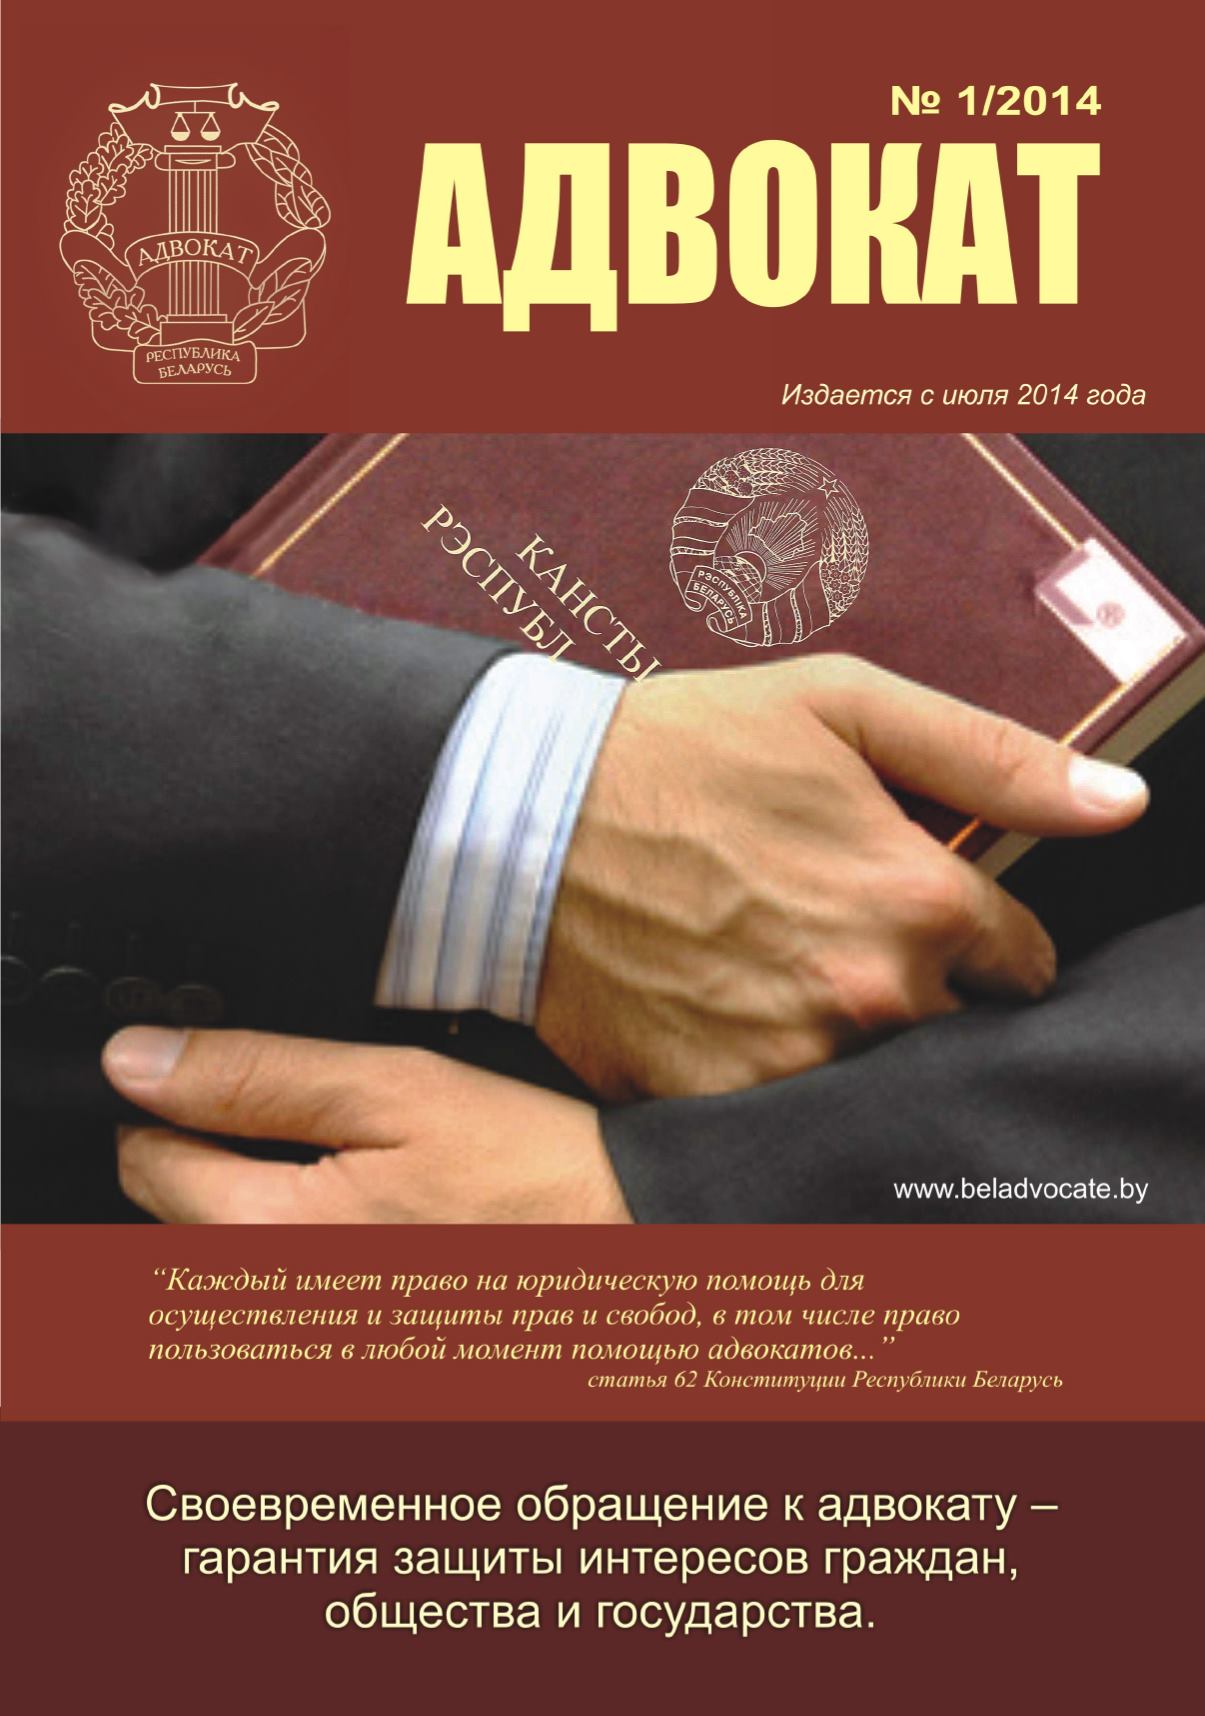 № 1/2014
АДВОКАТ
АДВОКАТ
РЕСПУБЛИКА
БЕЛАРУСЬ
Издается с июля 2014 года
КАНСТЫ
РЭСПУБЛ
РЭСПУБЛІКА
БЕЛАРУСЬ
www.beladvocate.by
“Каждый имеет право на юридическую помощь для
осуществления и защиты прав и свобод, в том числе право
пользоваться в любой момент помощью адвокатов...”
статья 62 Конституции Республики Беларусь
Своевременное обращение к адвокату –
гарантия защиты интересов граждан,
общества и государства.